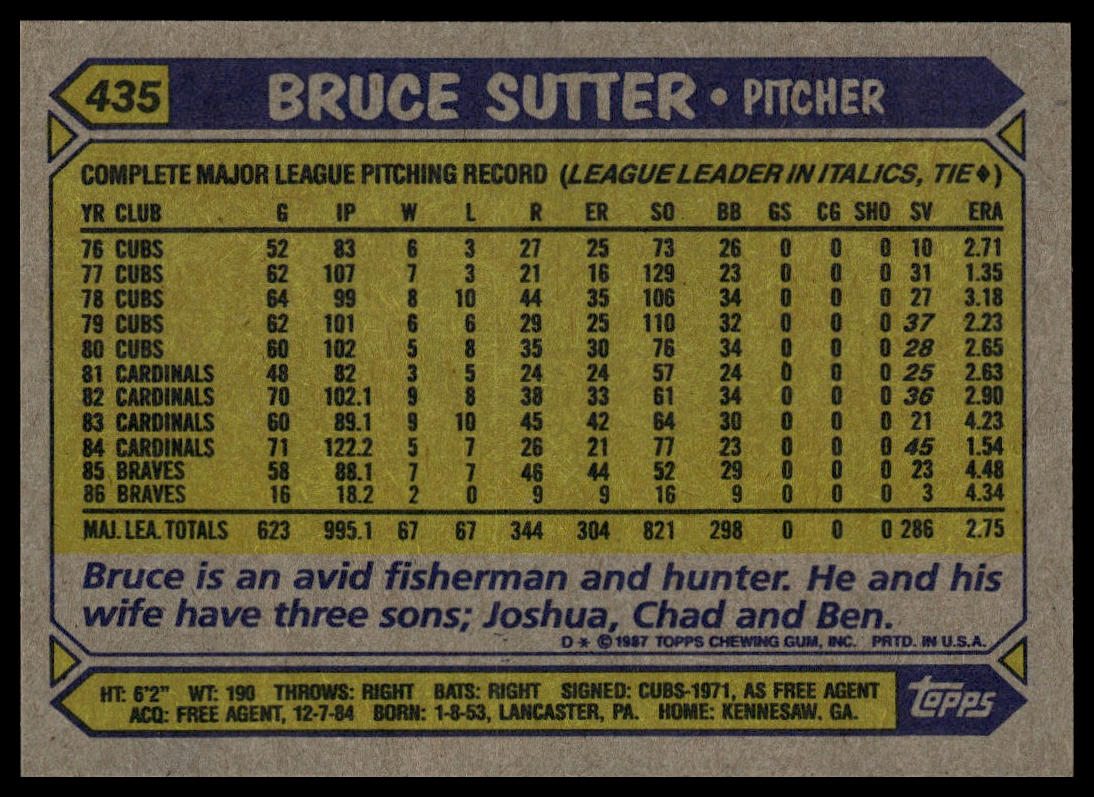 435 BRUCE SUTTER • PITCHER
COMPLETE MAJOR LEAGUE PITCHING RECORD (LEAGUE LEADER IN ITALICS, TIE♦)
YR CLUB G IP W L R ER SO BB GS CG SHO SV ERA
76 CUBS 52 83 6 3 27 25 73 26 0 0 0 10 2.71
77 CUBS 62 107 7 3 21 16 129 23 0 0 0 31 1.35
78 CUBS 64 99 8 10 44 35 106 34 0 0 0 27 3.18
79 CUBS 62 101 6 6 29 25 110 32 0 0 0 37 2.23
80 CUBS 60 102 5 8 35 30 76 34 0 0 0 28 2.65
81 CARDINALS 48 82 3 5 24 24 57 24 0 0 0 25 2.63
82 CARDINALS 70 102.1 9 8 38 33 61 34 0 0 0 36 2.90
83 CARDINALS 60 89.1 9 10 45 42 64 30 0 0 0 21 4.23
84 CARDINALS 71 122.2 5 7 26 21 77 23 0 0 0 45 1.54
85 BRAVES 58 88.1 7 7 46 44 52 29 0 0 0 23 4.48
86 BRAVES 16 18.2 2 0 9 9 16 9 0 0 0 3 4.34
MAJ. LEA. TOTALS 623 995.1 67 67 344 304 821 298 0 0 0 286 2.75
Bruce is an avid fisherman and hunter. He and his
wife have three sons; Joshua, Chad and Ben.
D * © 1987 TOPPS CHEWING GUM, INC. PRTD. IN U.S.A.
HT: 6'2" WT: 190 THROWS: RIGHT BATS: RIGHT SIGNED: CUBS-1971, AS FREE AGENT
ACQ: FREE AGENT, 12-7-84 BORN: 1-8-53, LANCASTER, PA. HOME: KENNESAW, GA.
topps